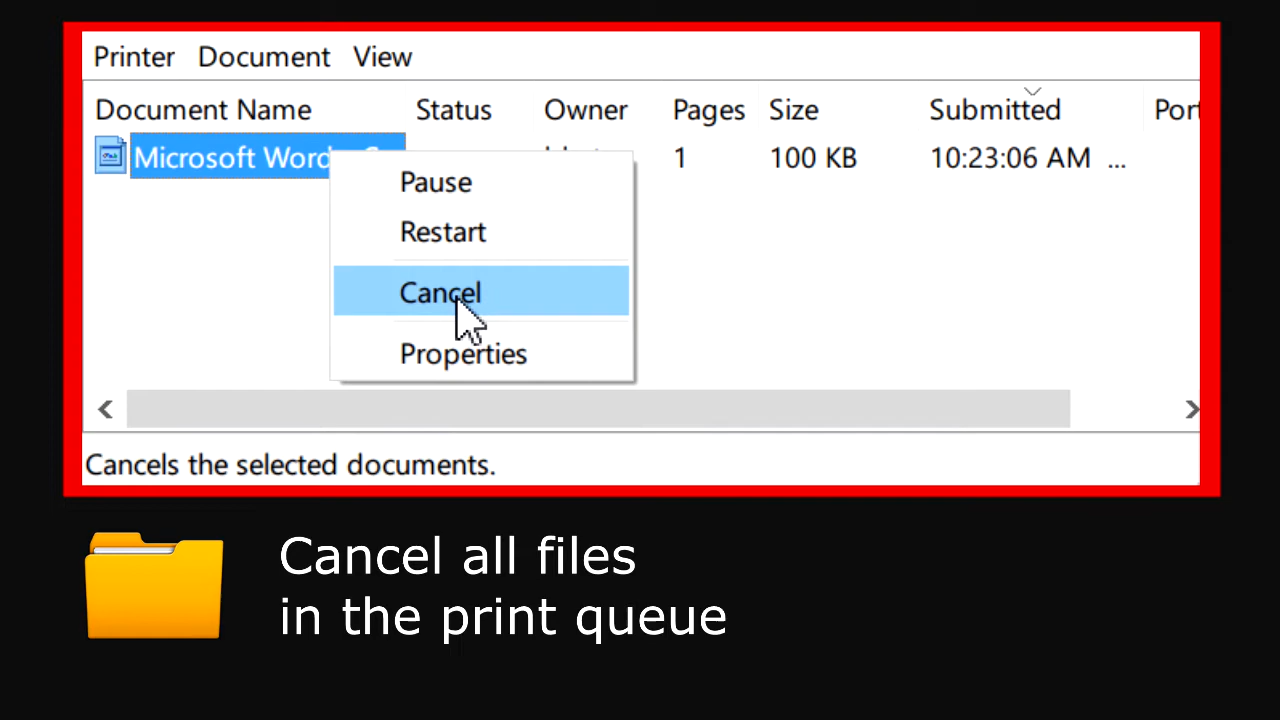 Printer Document View
Document Name Status Owner Pages Size Submitted Port
Microsoft Word 1 100 KB 10:23:06 AM ...
Pause
Restart
Cancel
Properties
Cancels the selected documents.
Cancel all files
in the print queue